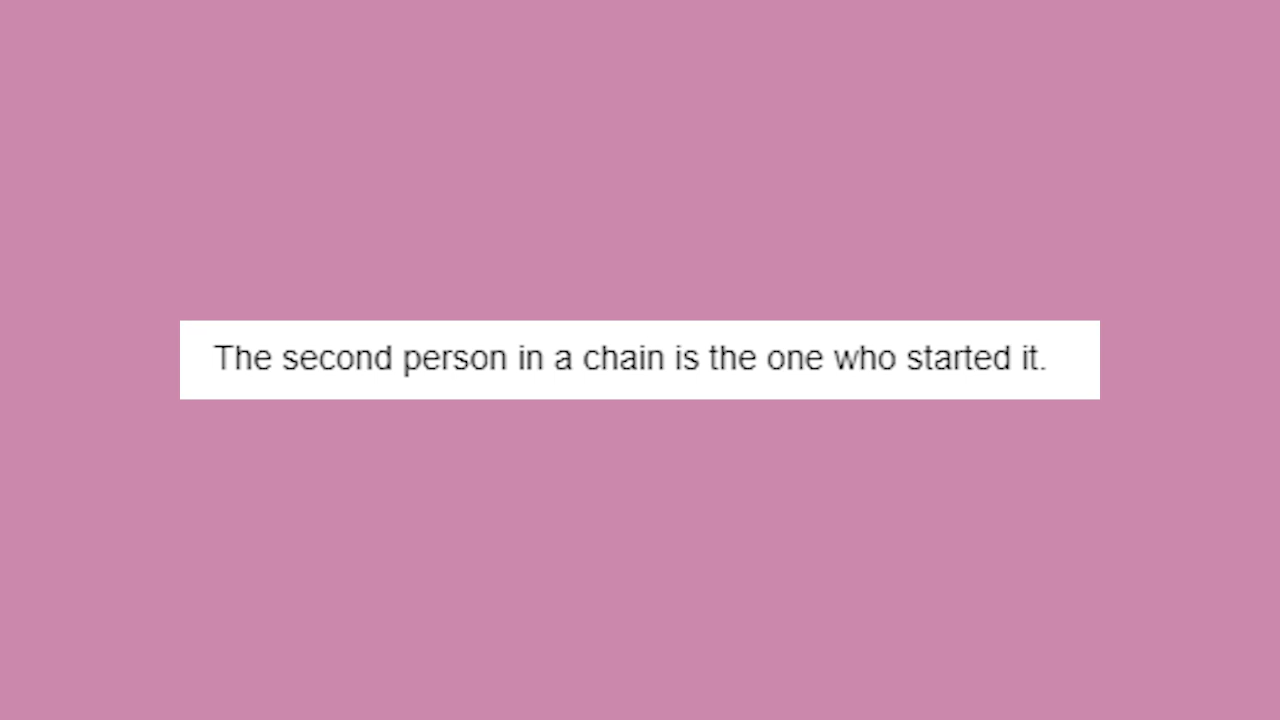 The second person in a chain is the one who started it.